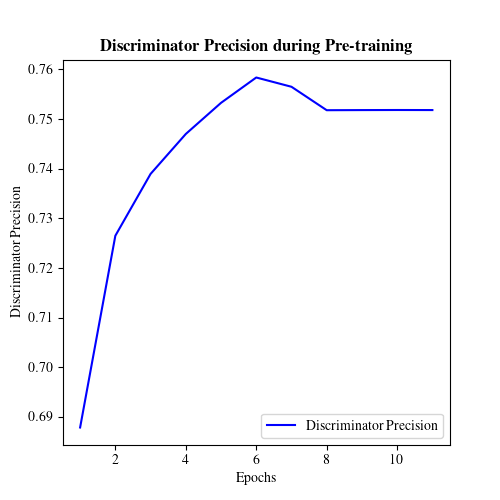 Discriminator Precision during Pre-training
0.76
0.75
0.74
0.73
0.72
0.71
0.70
0.69
Discriminator Precision
Discriminator Precision
2 4 6 8 10
Epochs